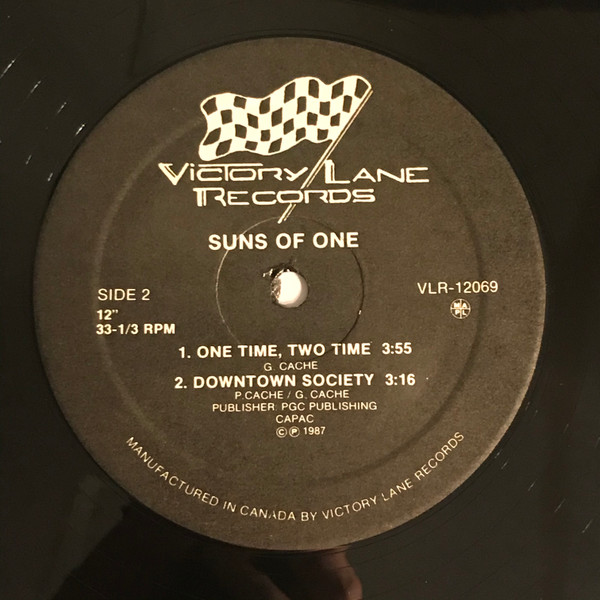 VICTORY LANE
RECORDS
SUNS OF ONE
SIDE 2
12"
33-1/3 RPM
VLR-12069
MAPL
1. ONE TIME, TWO TIME 3:55
G. CACHE
2. DOWNTOWN SOCIETY 3:16
P.CACHE / G. CACHE
PUBLISHER: PGC PUBLISHING
CAPAC
© ℗ 1987
MANUFACTURED IN CANADA BY VICTORY LANE RECORDS